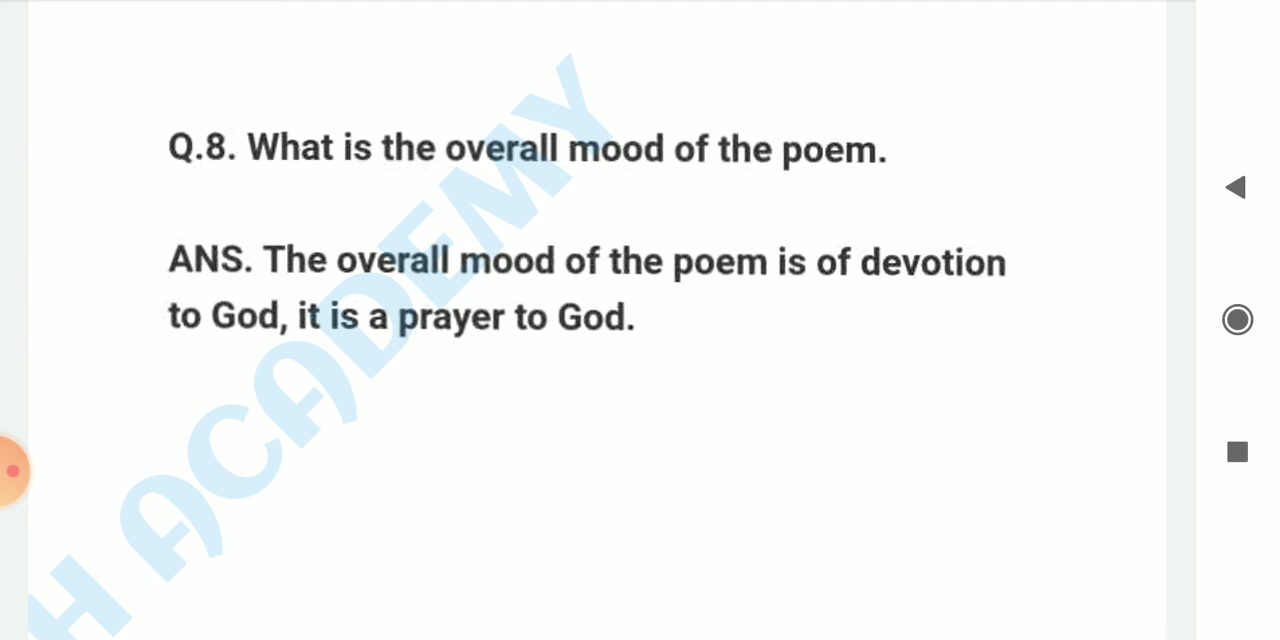 Q.8. What is the overall mood of the poem.
ANS. The overall mood of the poem is of devotion
to God, it is a prayer to God.
H ACADEMY